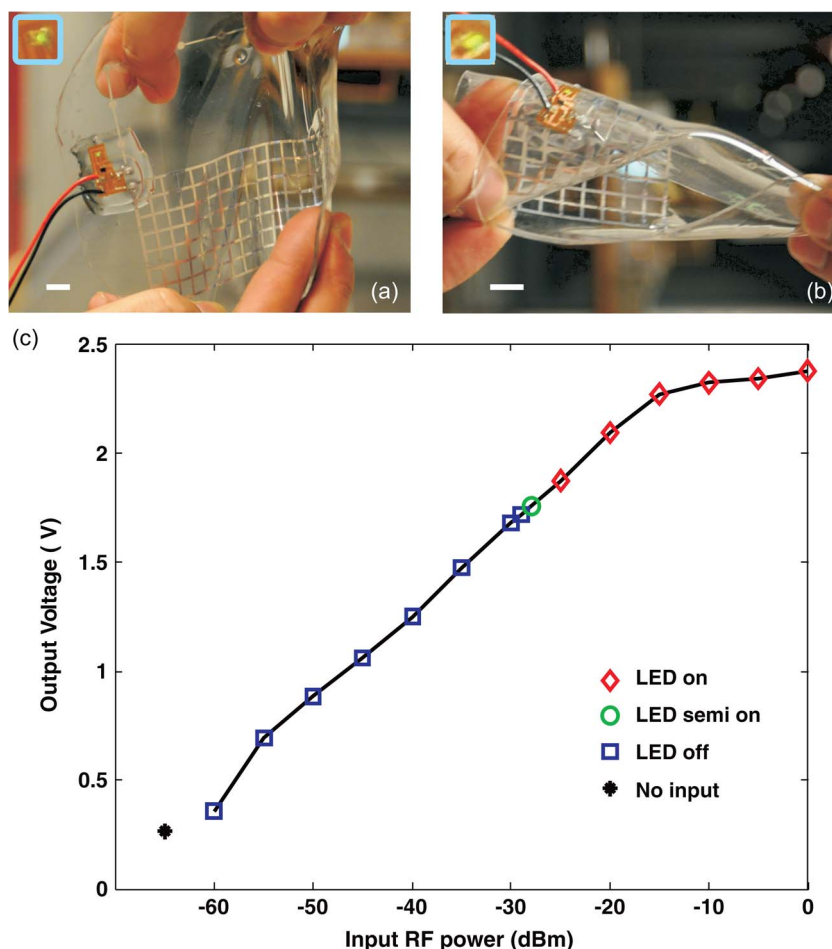 (a)
(b)
(c)
2.5
2
1.5
1
0.5
0
Output Voltage ( V)
LED on
LED semi on
LED off
No input
-60 -50 -40 -30 -20 -10 0
Input RF power (dBm)